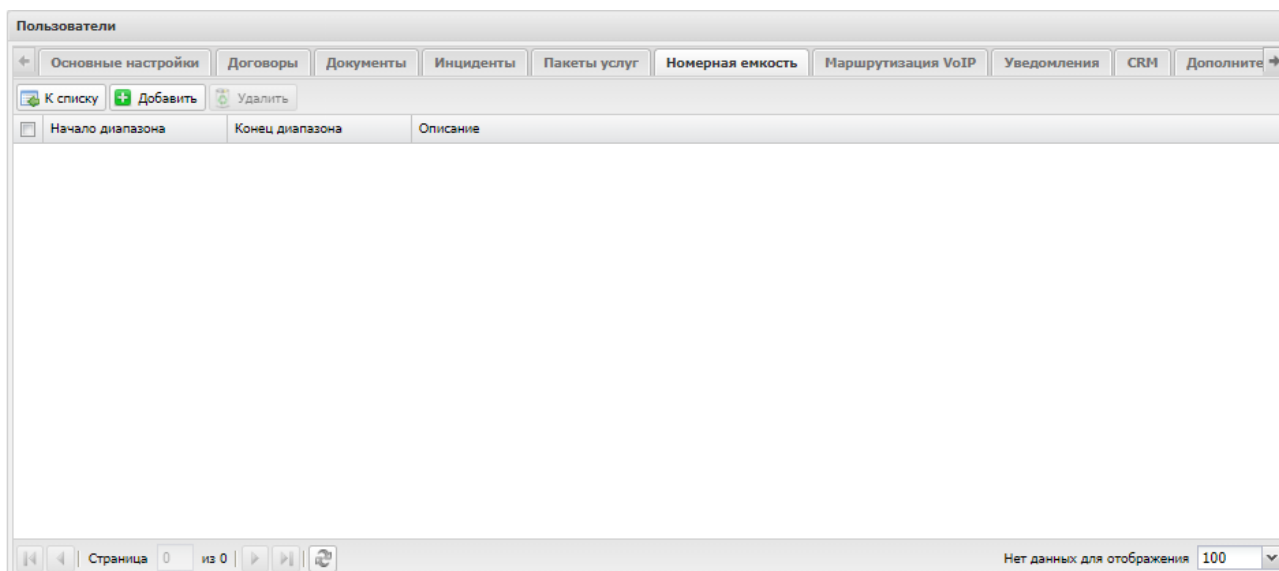 Пользователи
Основные настройки Договоры Документы Инциденты Пакеты услуг Номерная емкость Маршрутизация VoIP Уведомления CRM Дополните
К списку Добавить Удалить
Начало диапазона Конец диапазона Описание
Страница 0 из 0 Нет данных для отображения 100